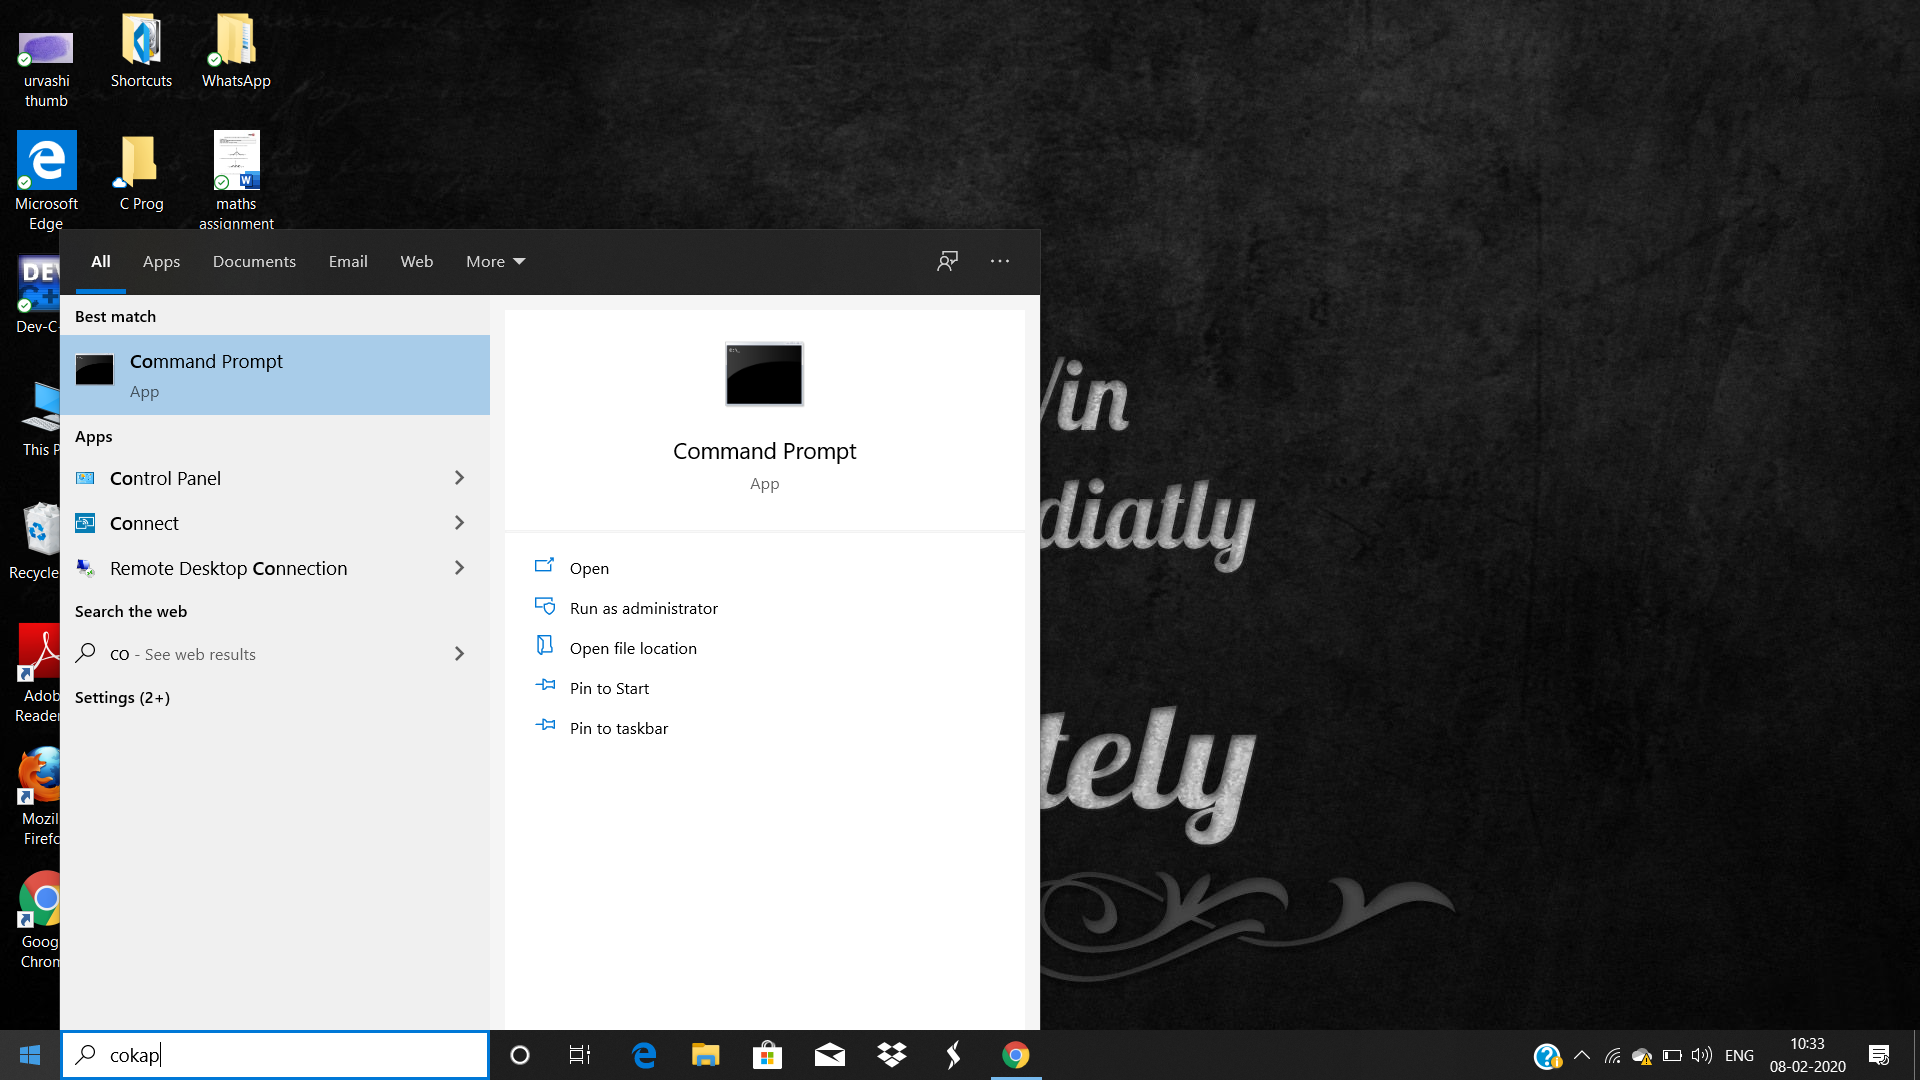 urvashi
thumb
Shortcuts
WhatsApp
Microsoft
Edge
C Prog
maths
assignment
All
Apps
Documents
Email
Web
More
Best match
Command Prompt
App
Apps
Control Panel
Connect
Remote Desktop Connection
Search the web
co - See web results
Settings (2+)
Command Prompt
App
Open
Run as administrator
Open file location
Pin to Start
Pin to taskbar
DEV
Dev-C
This P
Recycle
Adob
Reader
Mozil
Firefo
Goog
Chrom
in
diatly
tely
cokap
ENG
10:33
08-02-2020